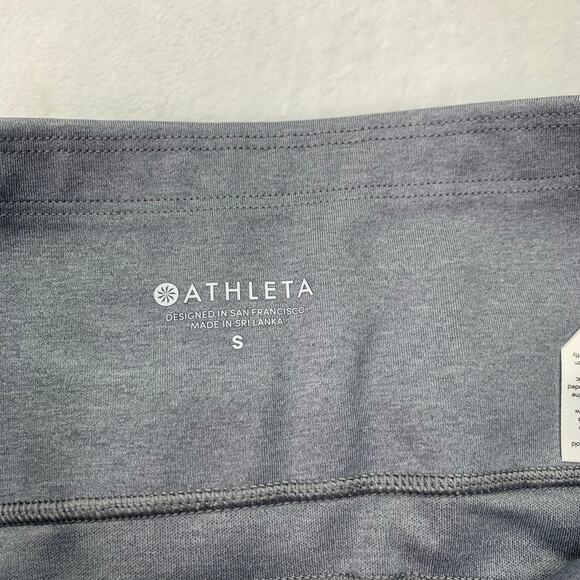 ATHLETA
DESIGNED IN SAN FRANCISCO
MADE IN SRI LANKA
S